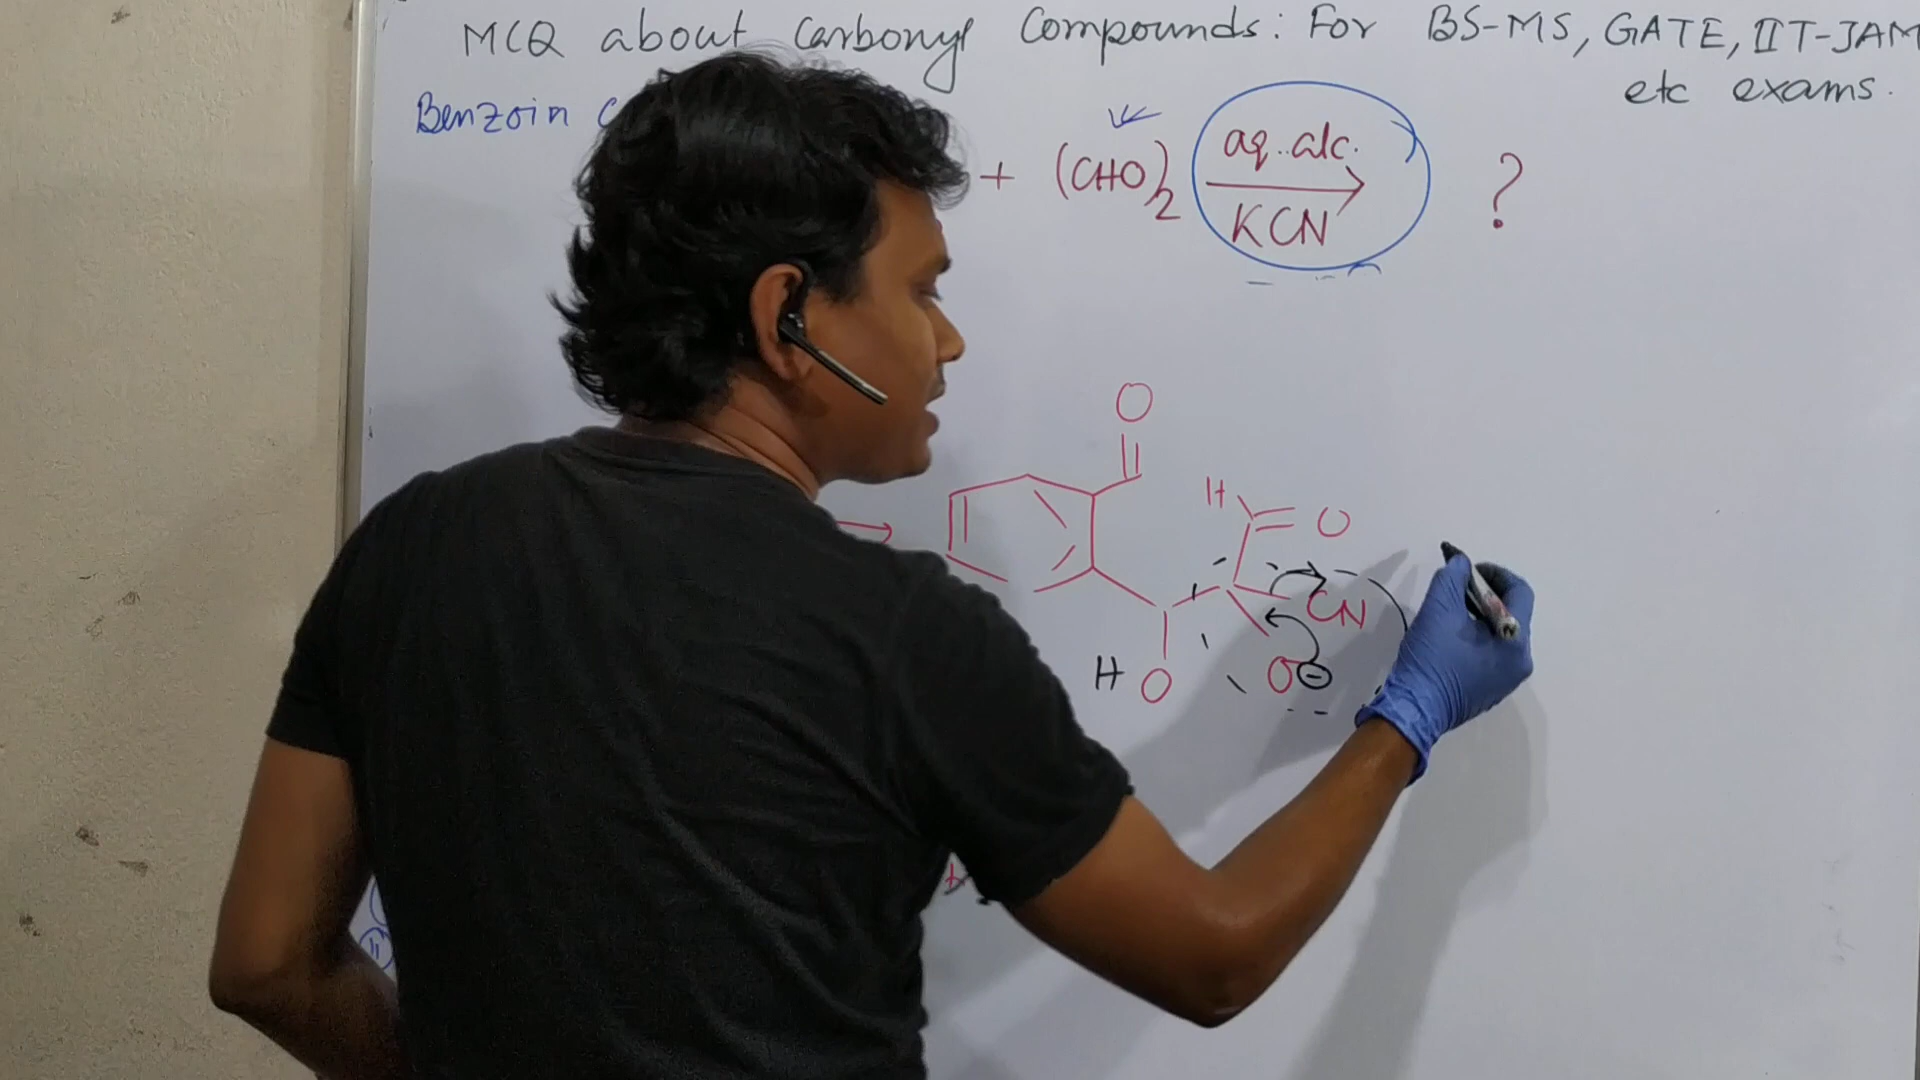 MCQ about Carbonyl Compounds: For BS-MS, GATE, IIT-JAM
etc exams.
Benzoin
+ (CHO)2 aq. alc. KCN ?
O
H
O
CN
H O
O⊖
+
ii